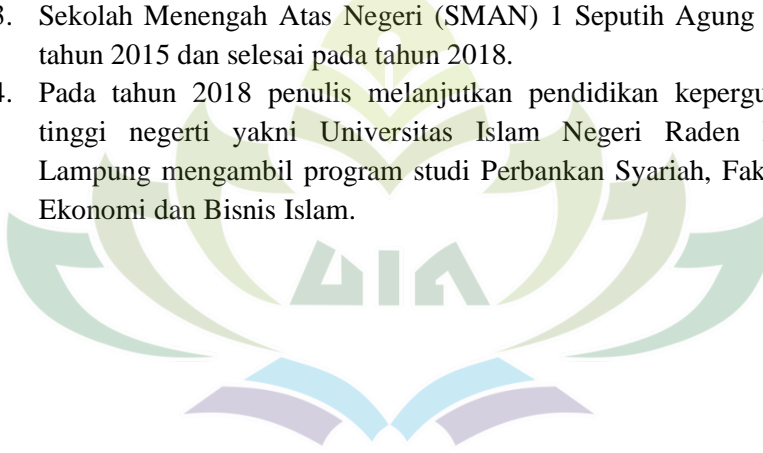 3. Sekolah Menengah Atas Negeri (SMAN) 1 Seputih Agung
tahun 2015 dan selesai pada tahun 2018.
4. Pada tahun 2018 penulis melanjutkan pendidikan kepergu
tinggi negerti yakni Universitas Islam Negeri Raden
Lampung mengambil program studi Perbankan Syariah, Fak
Ekonomi dan Bisnis Islam.
UIN